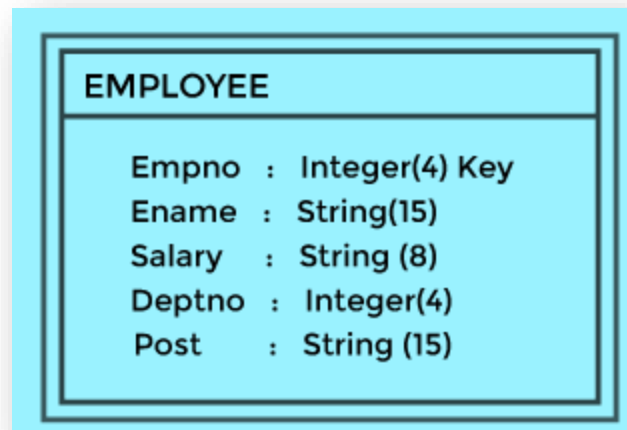 EMPLOYEE
Empno : Integer(4) Key
Ename : String(15)
Salary : String (8)
Deptno : Integer(4)
Post : String (15)